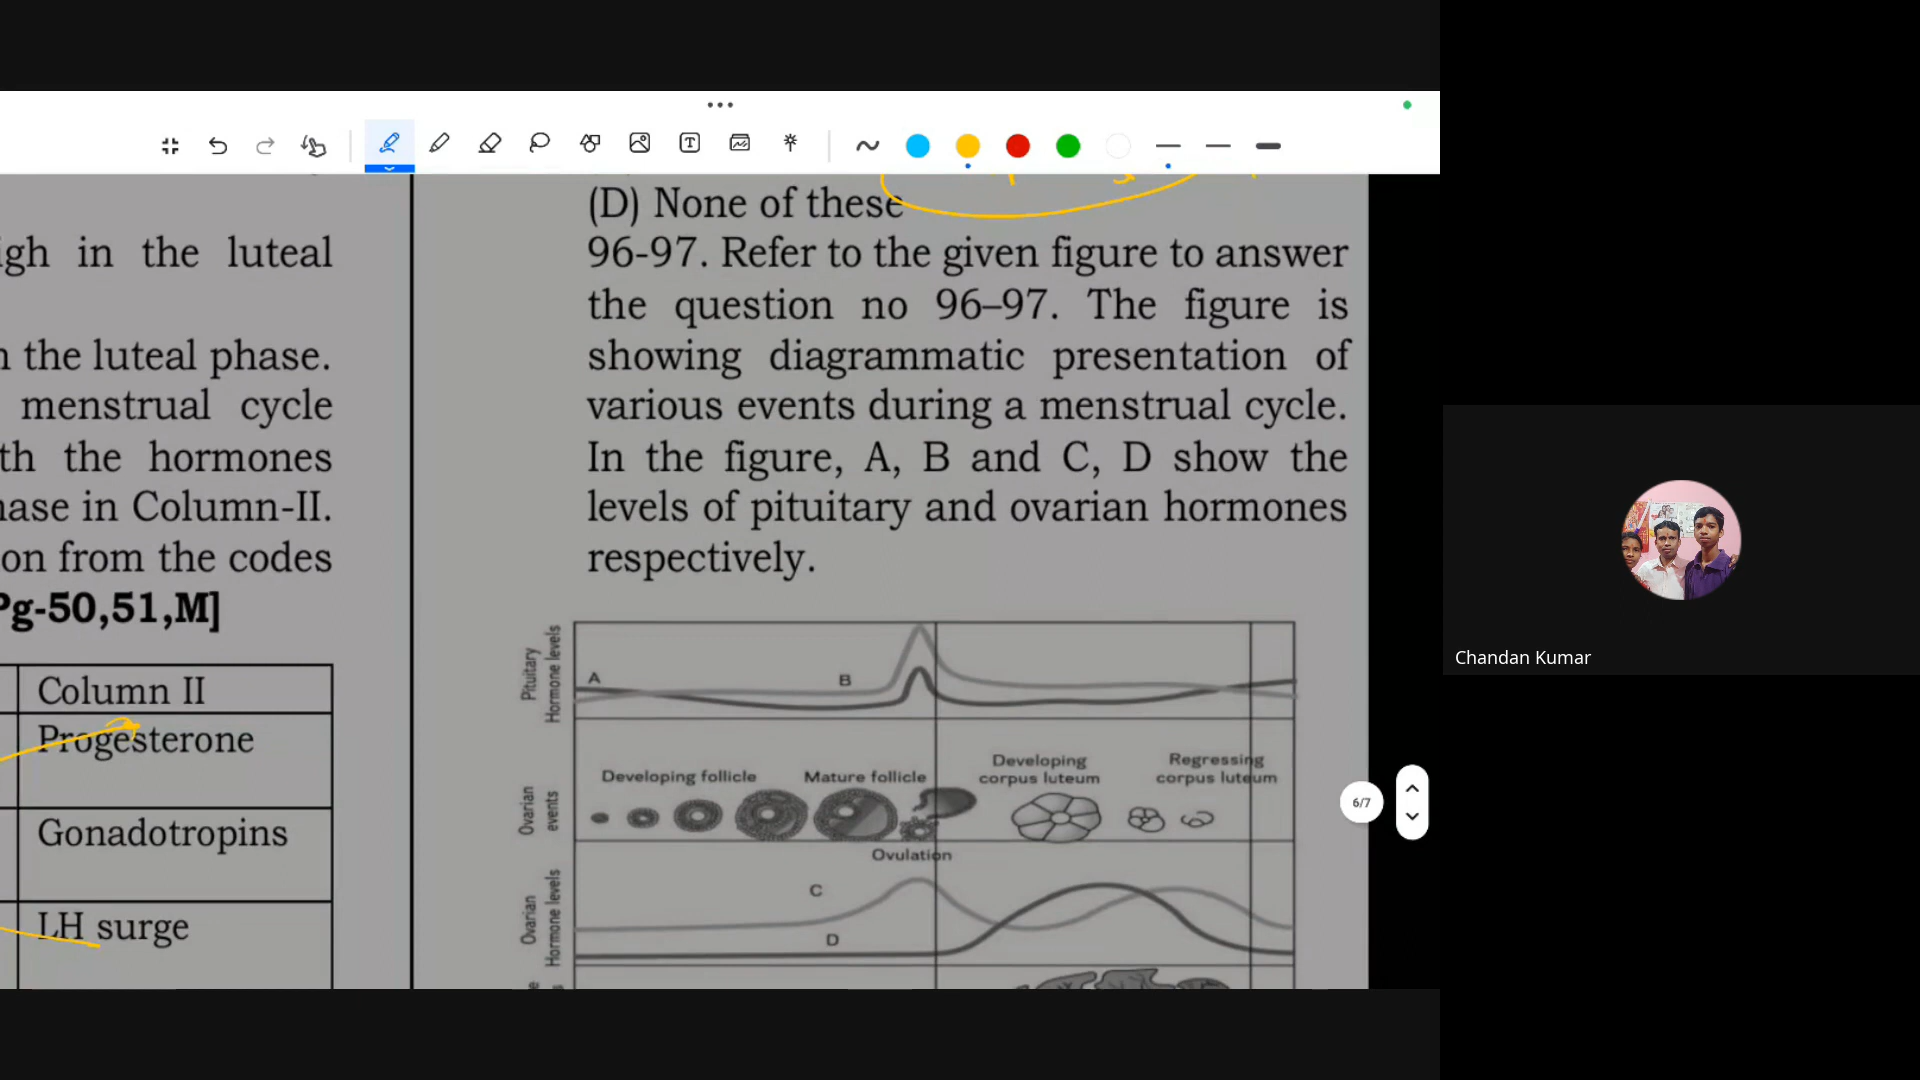 (D) None of these
96-97. Refer to the given figure to answer
the question no 96–97. The figure is
showing diagrammatic presentation of
various events during a menstrual cycle.
In the figure, A, B and C, D show the
levels of pituitary and ovarian hormones
respectively.
igh in the luteal
n the luteal phase.
menstrual cycle
th the hormones
hase in Column-II.
on from the codes
Pg-50,51,M]
Column II
Progesterone
Gonadotropins
LH surge
Pituitary
Hormone levels
A
B
Ovarian
events
Developing follicle
Mature follicle
Developing
corpus luteum
Regressing
corpus luteum
Ovulation
Ovarian
Hormone levels
C
D
6/7
Chandan Kumar